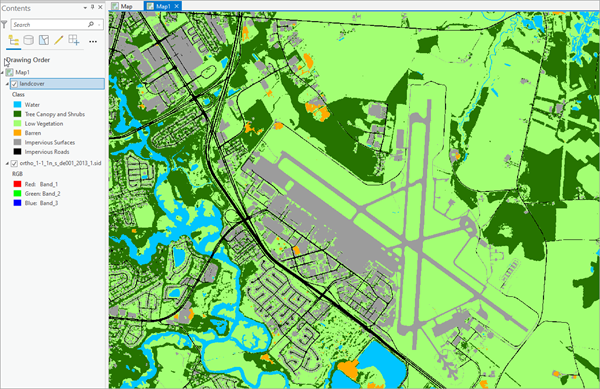 Contents
Map
Map1
Search
Drawing Order
Map1
landcover
Class
Water
Tree Canopy and Shrubs
Low Vegetation
Barren
Impervious Surfaces
Impervious Roads
ortho_1-1_1n_s_de001_2013_1.sid
RGB
Red: Band_1
Green: Band_2
Blue: Band_3